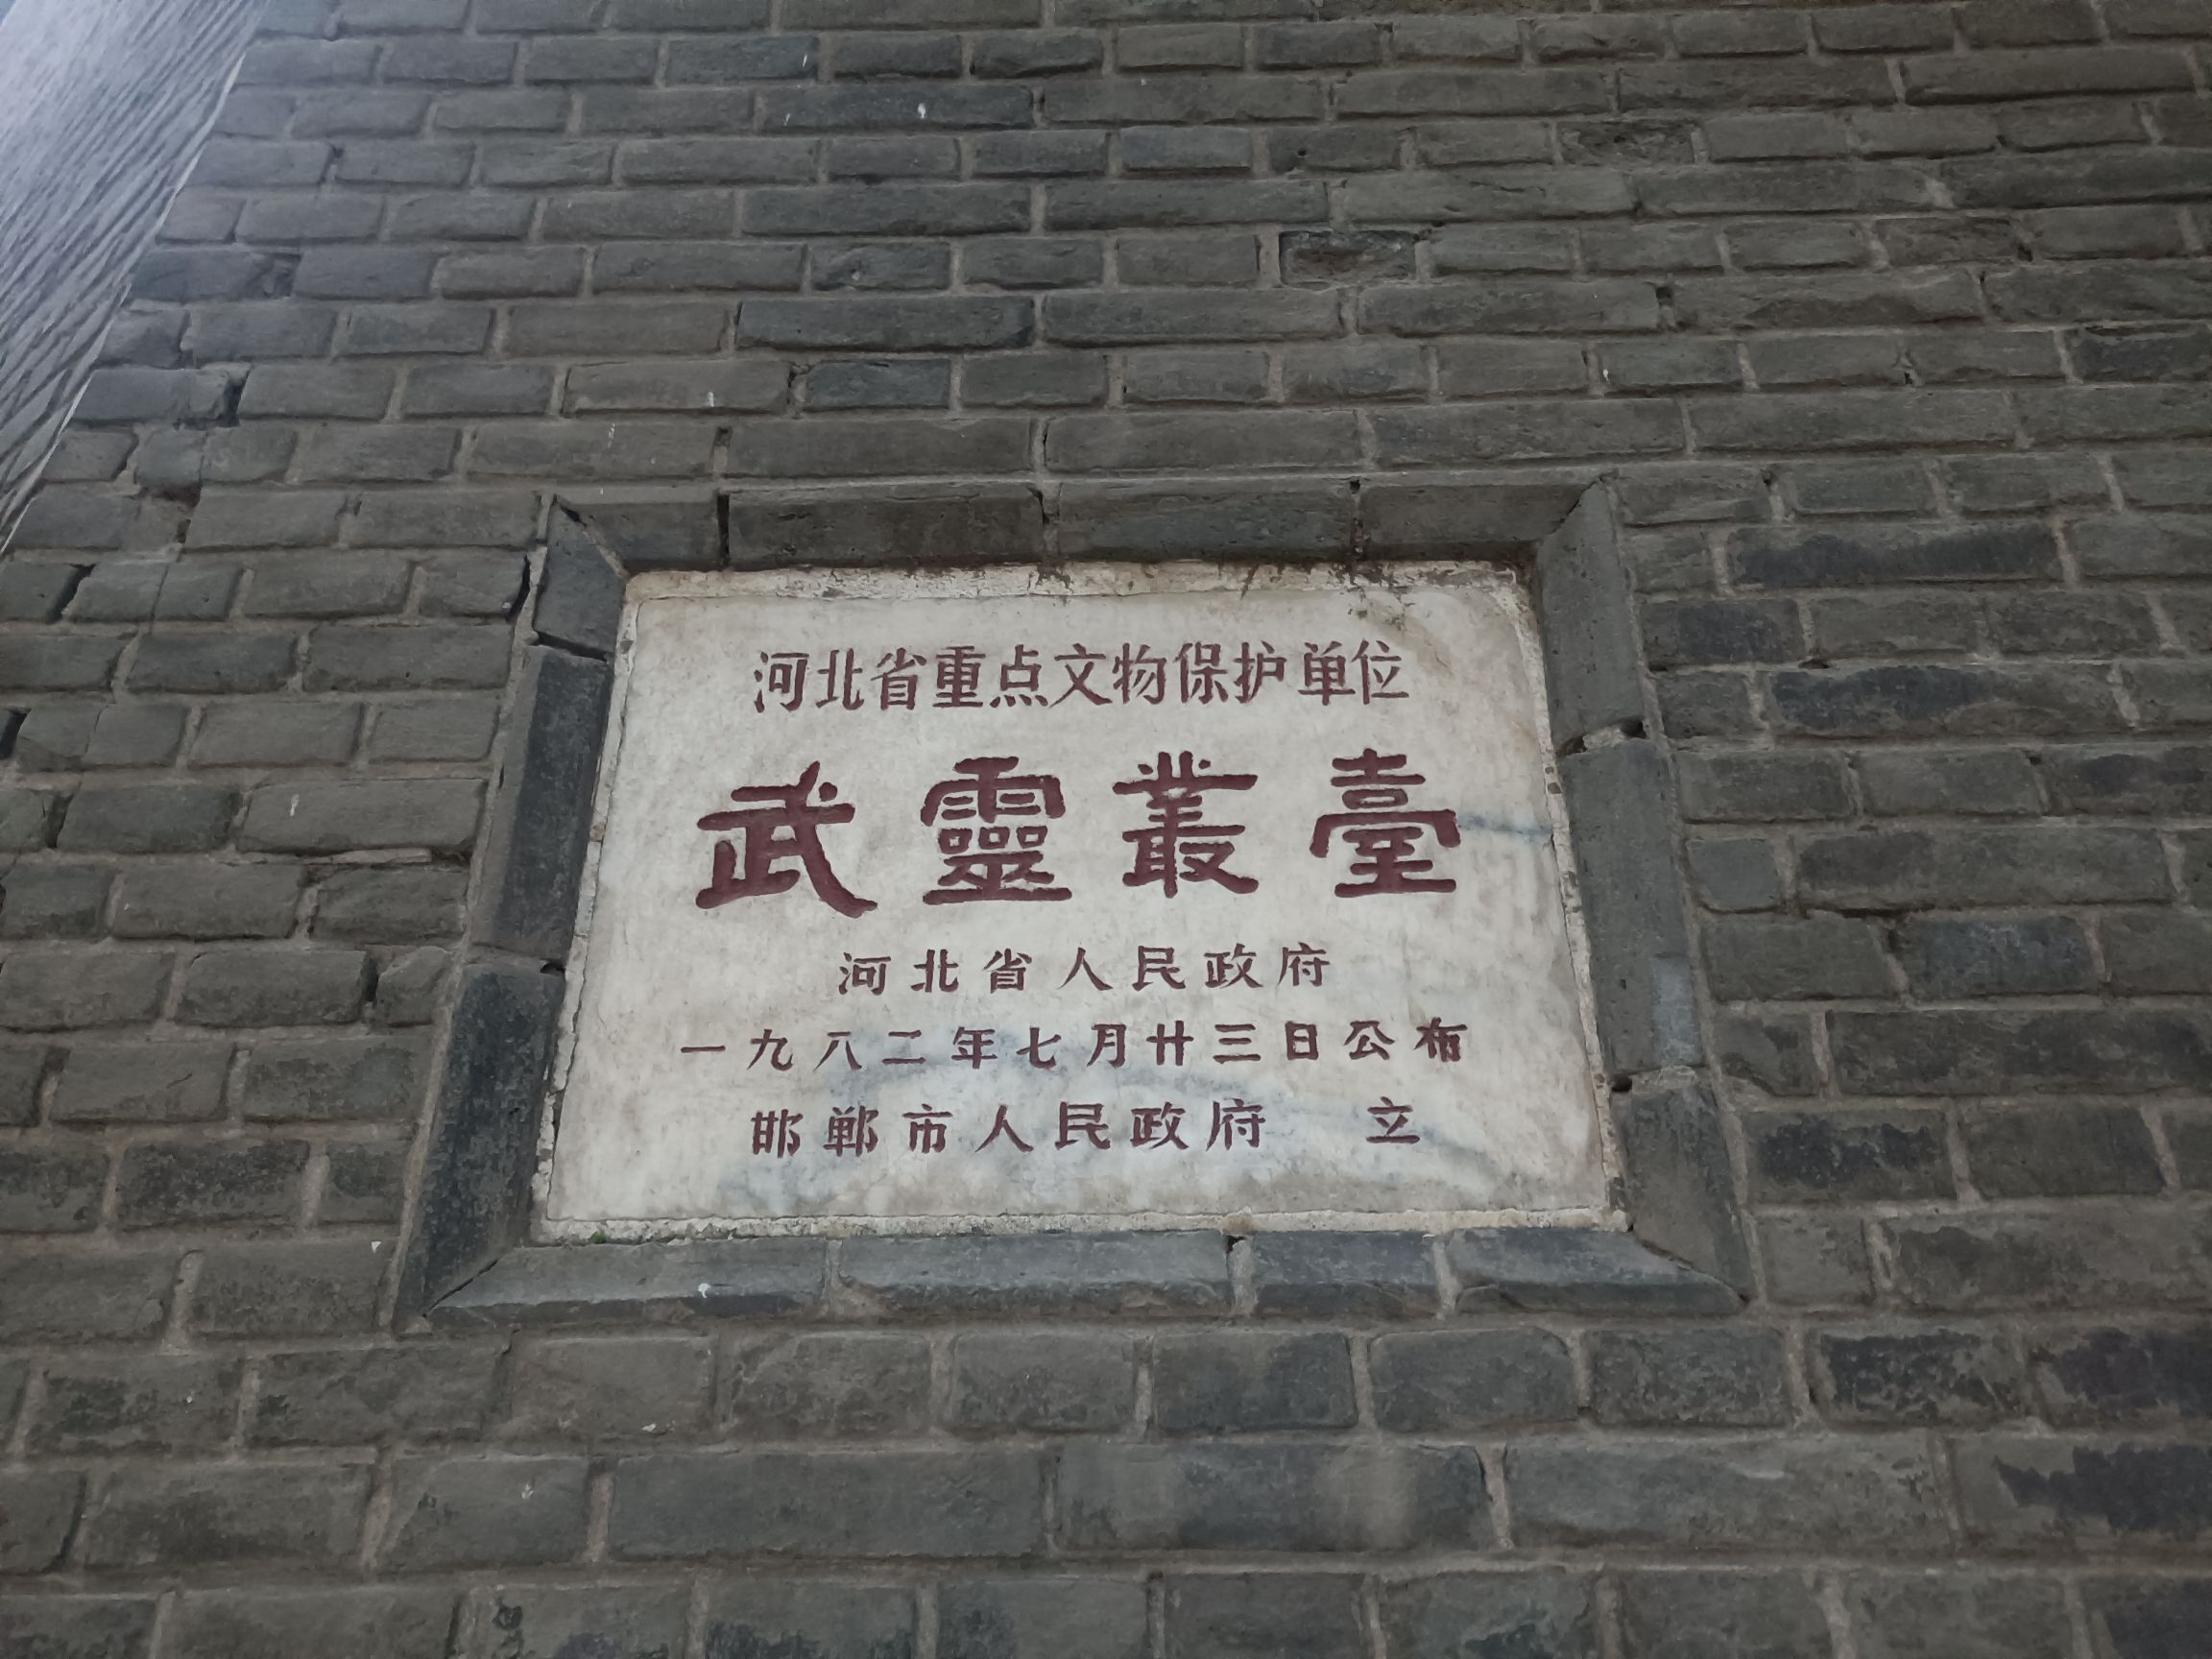 河北省重点文物保护单位
武靈叢臺
河北省人民政府
一九八二年七月廿三日公布
邯郸市人民政府 立